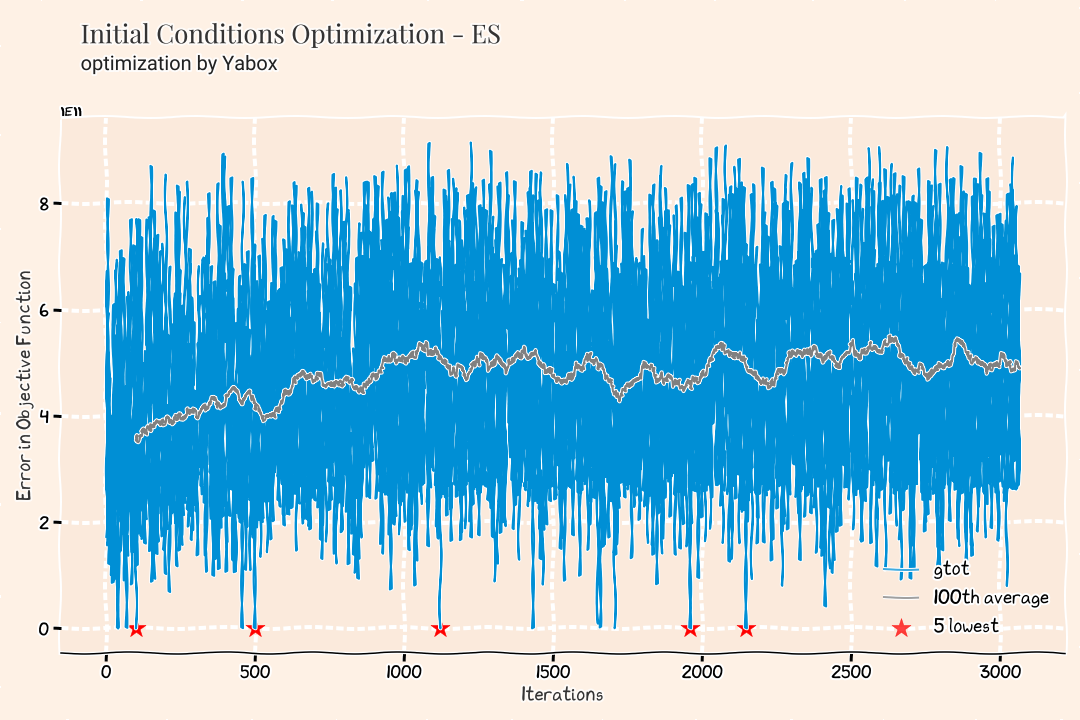 Initial Conditions Optimization - ES
optimization by Yabox
1E11
Error in Objective Function
8
6
4
2
0
gtot
100th average
5 lowest
0 500 1000 1500 2000 2500 3000
Iterations